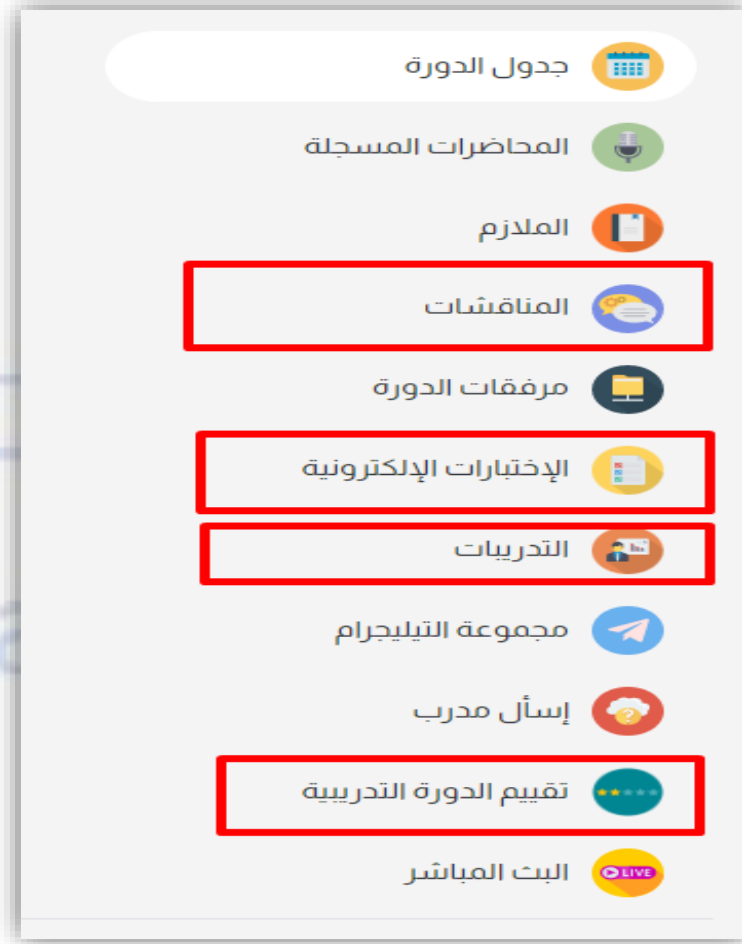 جدول الدورة
المحاضرات المسجلة
الملازم
المناقشات
مرفقات الدورة
الإختبارات الإلكترونية
التدريبات
مجموعة التيليجرام
إسأل مدرب
تقييم الدورة التدريبية
البث المباشر
LIVE